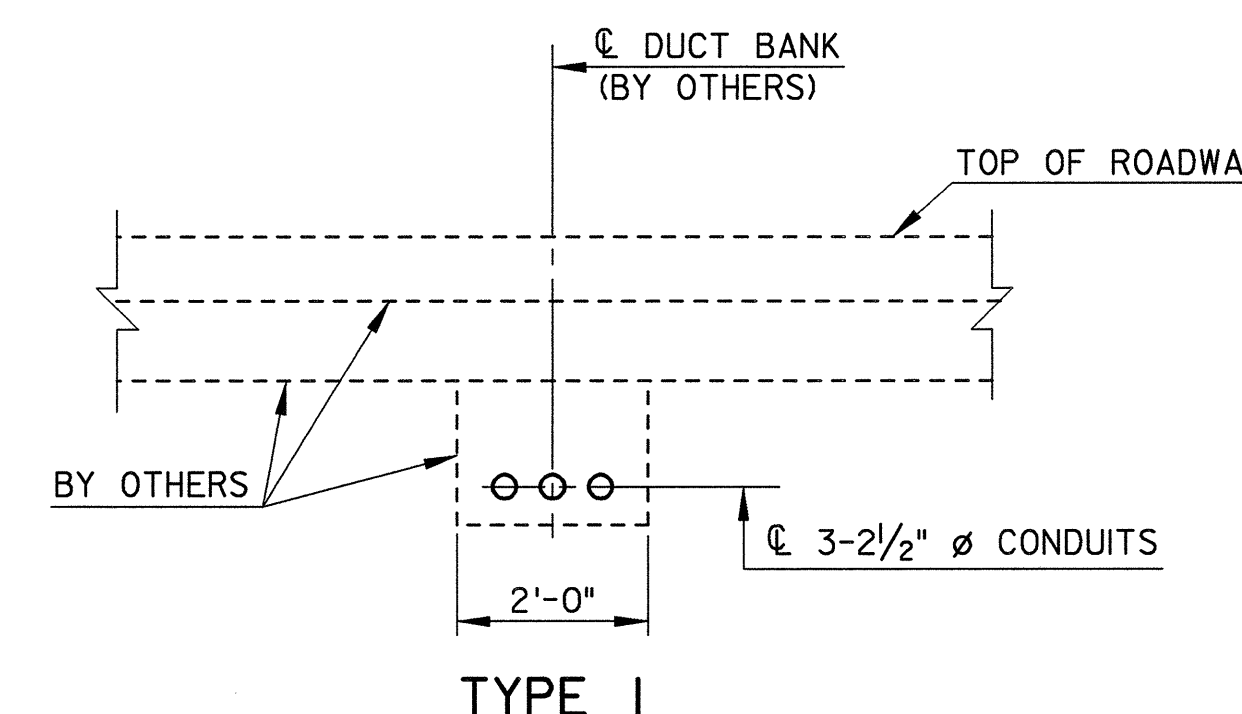 ℄ DUCT BANK
(BY OTHERS)
TOP OF ROADWA
BY OTHERS
℄ 3-2½" ø CONDUITS
2'-0"
TYPE I